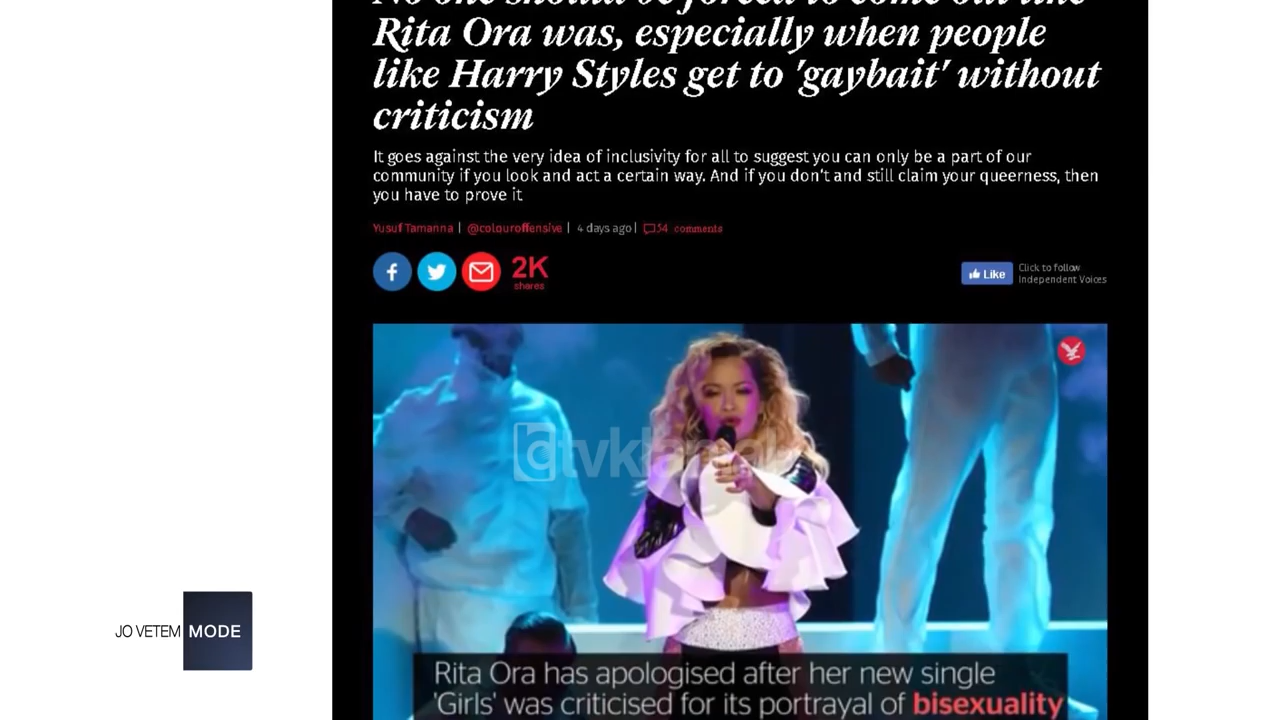 Rita Ora was, especially when people
like Harry Styles get to 'gaybait' without
criticism
It goes against the very idea of inclusivity for all to suggest you can only be a part of our
community if you look and act a certain way. And if you don't and still claim your queerness, then
you have to prove it
Yusuf Tamanna | @colouroffensive | 4 days ago | 54 comments
2K
shares
Like
Click to follow
Independent Voices
tvklan.al
JO VETEM MODE
Rita Ora has apologised after her new single
'Girls' was criticised for its portrayal of bisexuality